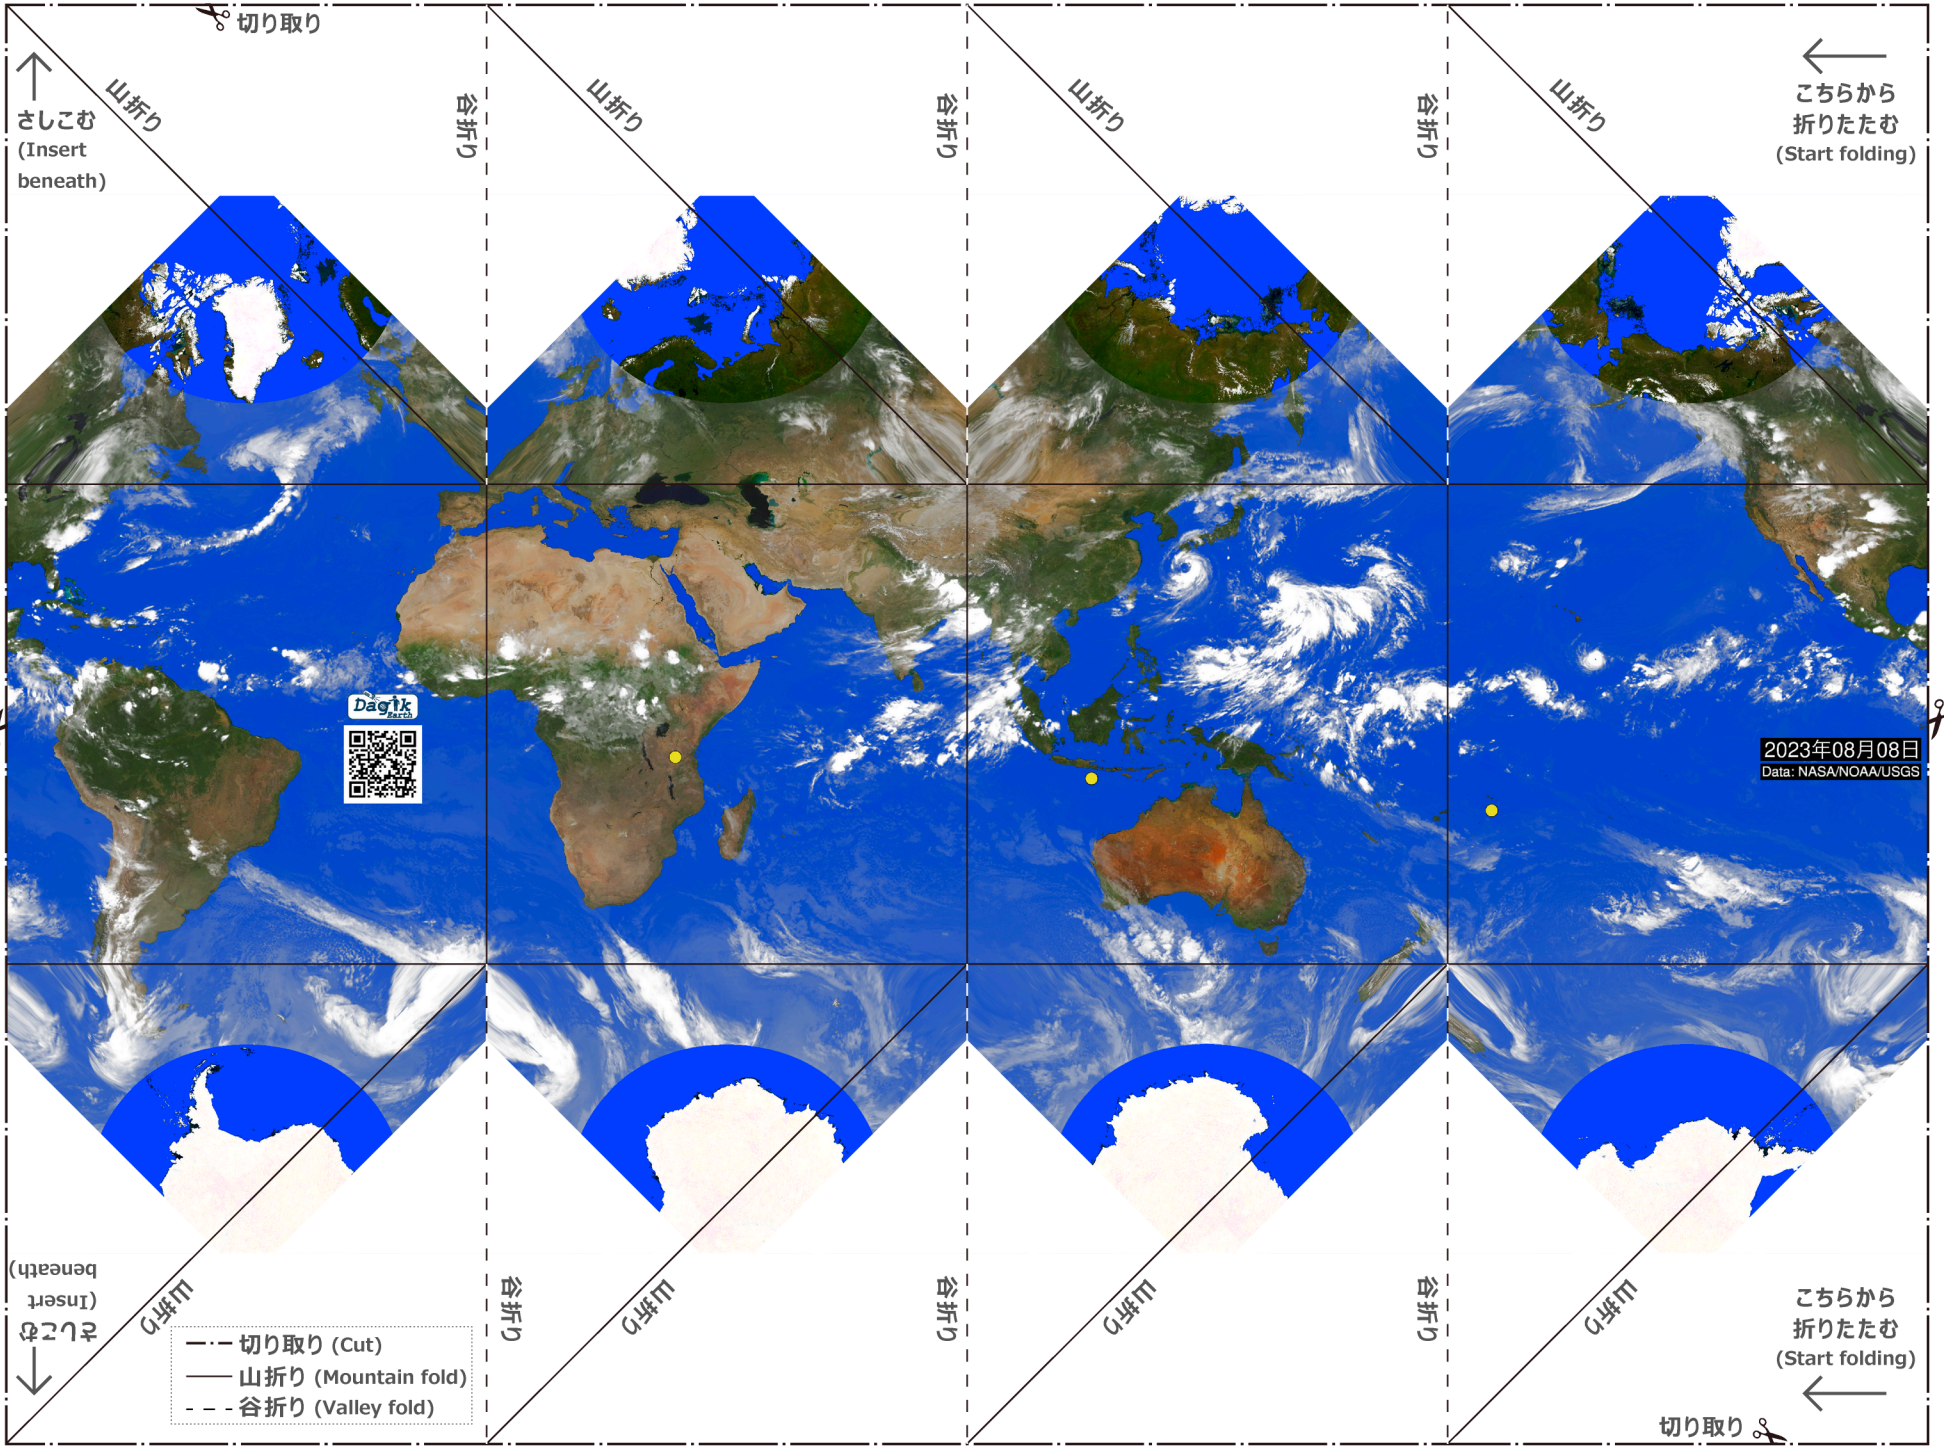 切り取り
山折り
谷折り
山折り
谷折り
山折り
谷折り
山折り
さしこむ
(Insert
beneath)
こちらから
折りたたむ
(Start folding)
Dagik
Earth
2023年08月08日
Data: NASA/NOAA/USGS
さしこむ
(Insert
beneath)
山折り
谷折り
山折り
谷折り
山折り
谷折り
山折り
こちらから
折りたたむ
(Start folding)
切り取り (Cut)
山折り (Mountain fold)
谷折り (Valley fold)
切り取り